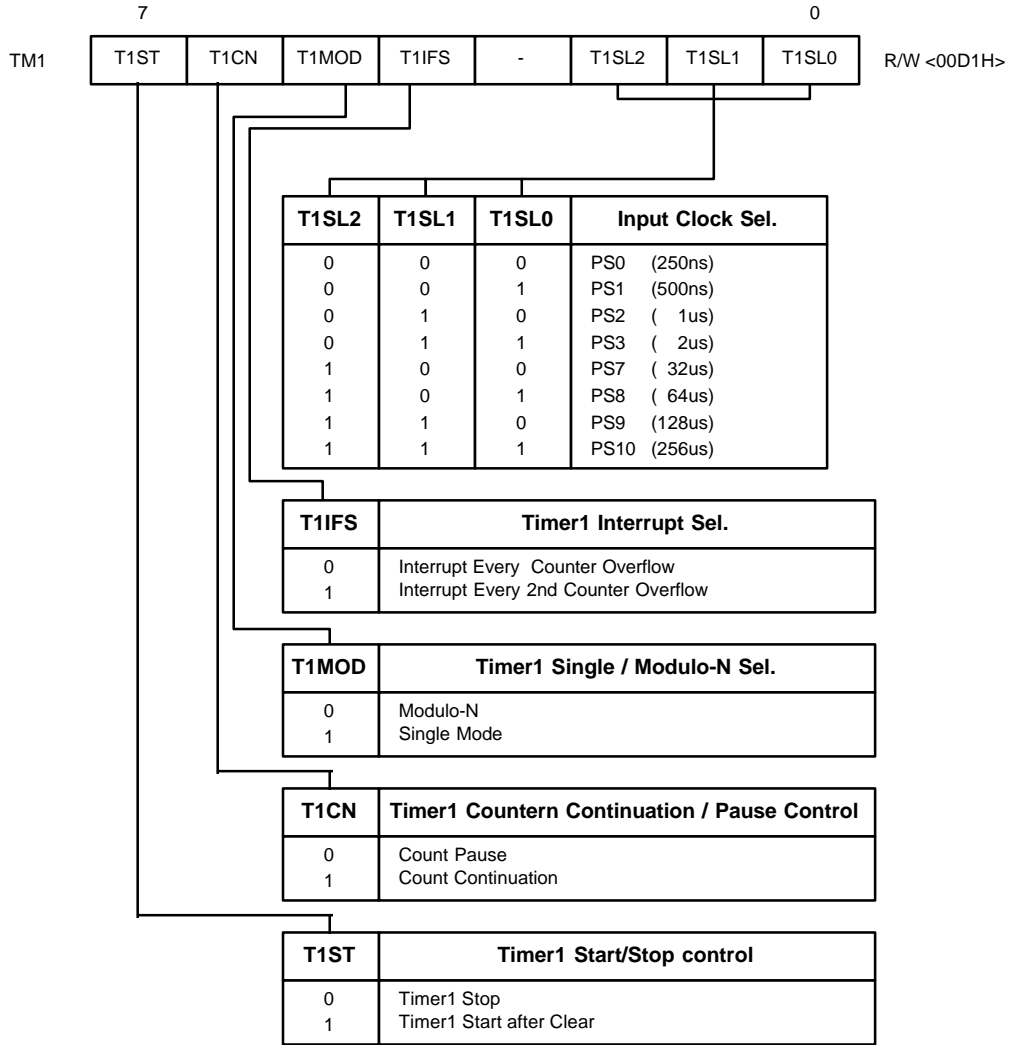 7 0
TM1 T1ST T1CN T1MOD T1IFS - T1SL2 T1SL1 T1SL0 R/W <00D1H>
T1SL2 T1SL1 T1SL0 Input Clock Sel.
0 0 0 PS0 (250ns)
0 0 1 PS1 (500ns)
0 1 0 PS2 ( 1us)
0 1 1 PS3 ( 2us)
1 0 0 PS7 ( 32us)
1 0 1 PS8 ( 64us)
1 1 0 PS9 (128us)
1 1 1 PS10 (256us)
T1IFS Timer1 Interrupt Sel.
0 Interrupt Every Counter Overflow
1 Interrupt Every 2nd Counter Overflow
T1MOD Timer1 Single / Modulo-N Sel.
0 Modulo-N
1 Single Mode
T1CN Timer1 Countern Continuation / Pause Control
0 Count Pause
1 Count Continuation
T1ST Timer1 Start/Stop control
0 Timer1 Stop
1 Timer1 Start after Clear